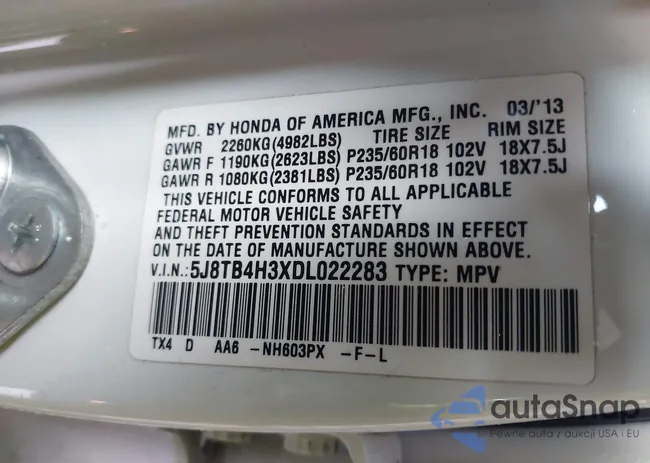 MFD. BY HONDA OF AMERICA MFG., INC. 03/'13
GVWR 2260KG(4982LBS) TIRE SIZE RIM SIZE
GAWR F 1190KG(2623LBS) P235/60R18 102V 18X7.5J
GAWR R 1080KG(2381LBS) P235/60R18 102V 18X7.5J
THIS VEHICLE CONFORMS TO ALL APPLICABLE
FEDERAL MOTOR VEHICLE SAFETY
AND THEFT PREVENTION STANDARDS IN EFFECT
ON THE DATE OF MANUFACTURE SHOWN ABOVE.
V.I.N.: 5J8TB4H3XDL022283 TYPE: MPV
TX4 D AA6 -NH603PX -F-L
autaSnap
Pewne auta z aukcji USA i EU